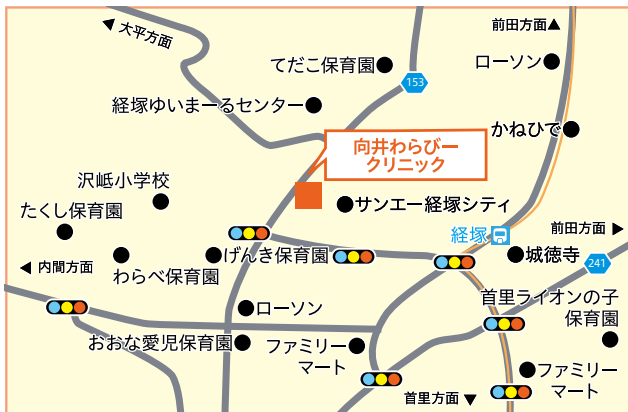 大平方面
前田方面
てだこ保育園
ローソン
153
経塚ゆいまーるセンター
かねひで
向井わらびー
クリニック
沢岻小学校
サンエー経塚シティ
たくし保育園
経塚
前田方面
げんき保育園
城徳寺
内間方面
わらべ保育園
241
首里ライオンの子
保育園
ローソン
おおな愛児保育園
ファミリー
マート
ファミリー
マート
首里方面